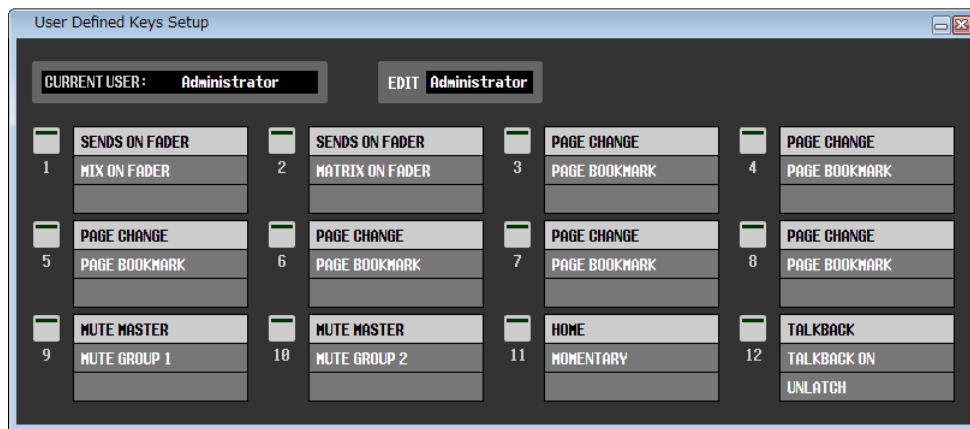 User Defined Keys Setup
CURRENT USER: Administrator EDIT Administrator
SENDS ON FADER SENDS ON FADER PAGE CHANGE PAGE CHANGE
1 MIX ON FADER 2 MATRIX ON FADER 3 PAGE BOOKMARK 4 PAGE BOOKMARK
PAGE CHANGE PAGE CHANGE PAGE CHANGE PAGE CHANGE
5 PAGE BOOKMARK 6 PAGE BOOKMARK 7 PAGE BOOKMARK 8 PAGE BOOKMARK
MUTE MASTER MUTE MASTER HOME TALKBACK
9 MUTE GROUP 1 10 MUTE GROUP 2 11 MOMENTARY 12 TALKBACK ON
UNLATCH